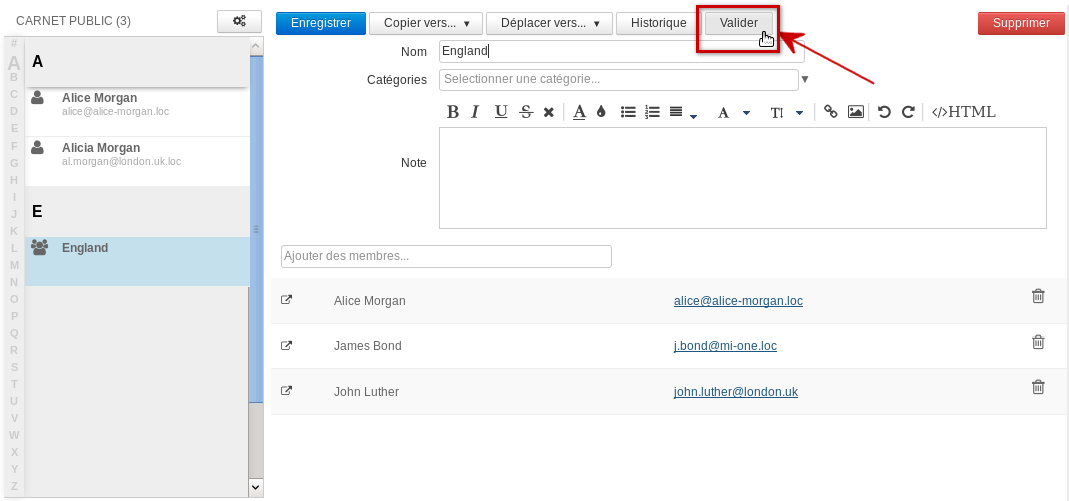 CARNET PUBLIC (3)
Enregistrer Copier vers... Déplacer vers... Historique Valider Supprimer
#
A
B
C
D
E
F
G
H
I
J
K
L
M
N
O
P
Q
R
S
T
U
V
W
X
Y
Z
A
Alice Morgan
alice@alice-morgan.loc
Alicia Morgan
al.morgan@london.uk.loc
E
England
Nom England
Catégories Selectionner une catégorie...
B I U S A A TI </>HTML
Note
Ajouter des membres...
Alice Morgan alice@alice-morgan.loc
James Bond j.bond@mi-one.loc
John Luther john.luther@london.uk